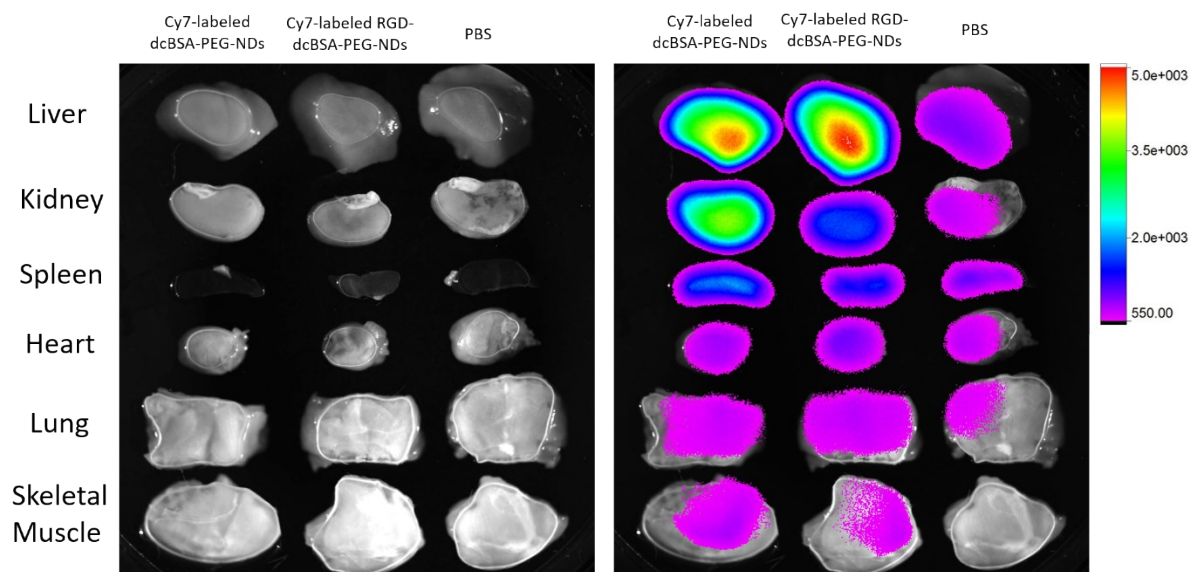 Cy7-labeled
dcBSA-PEG-NDs
Cy7-labeled RGD-
dcBSA-PEG-NDs
PBS
Cy7-labeled
dcBSA-PEG-NDs
Cy7-labeled RGD-
dcBSA-PEG-NDs
PBS
Liver
Kidney
Spleen
Heart
Lung
Skeletal
Muscle
5.0e+003
3.5e+003
2.0e+003
550.00